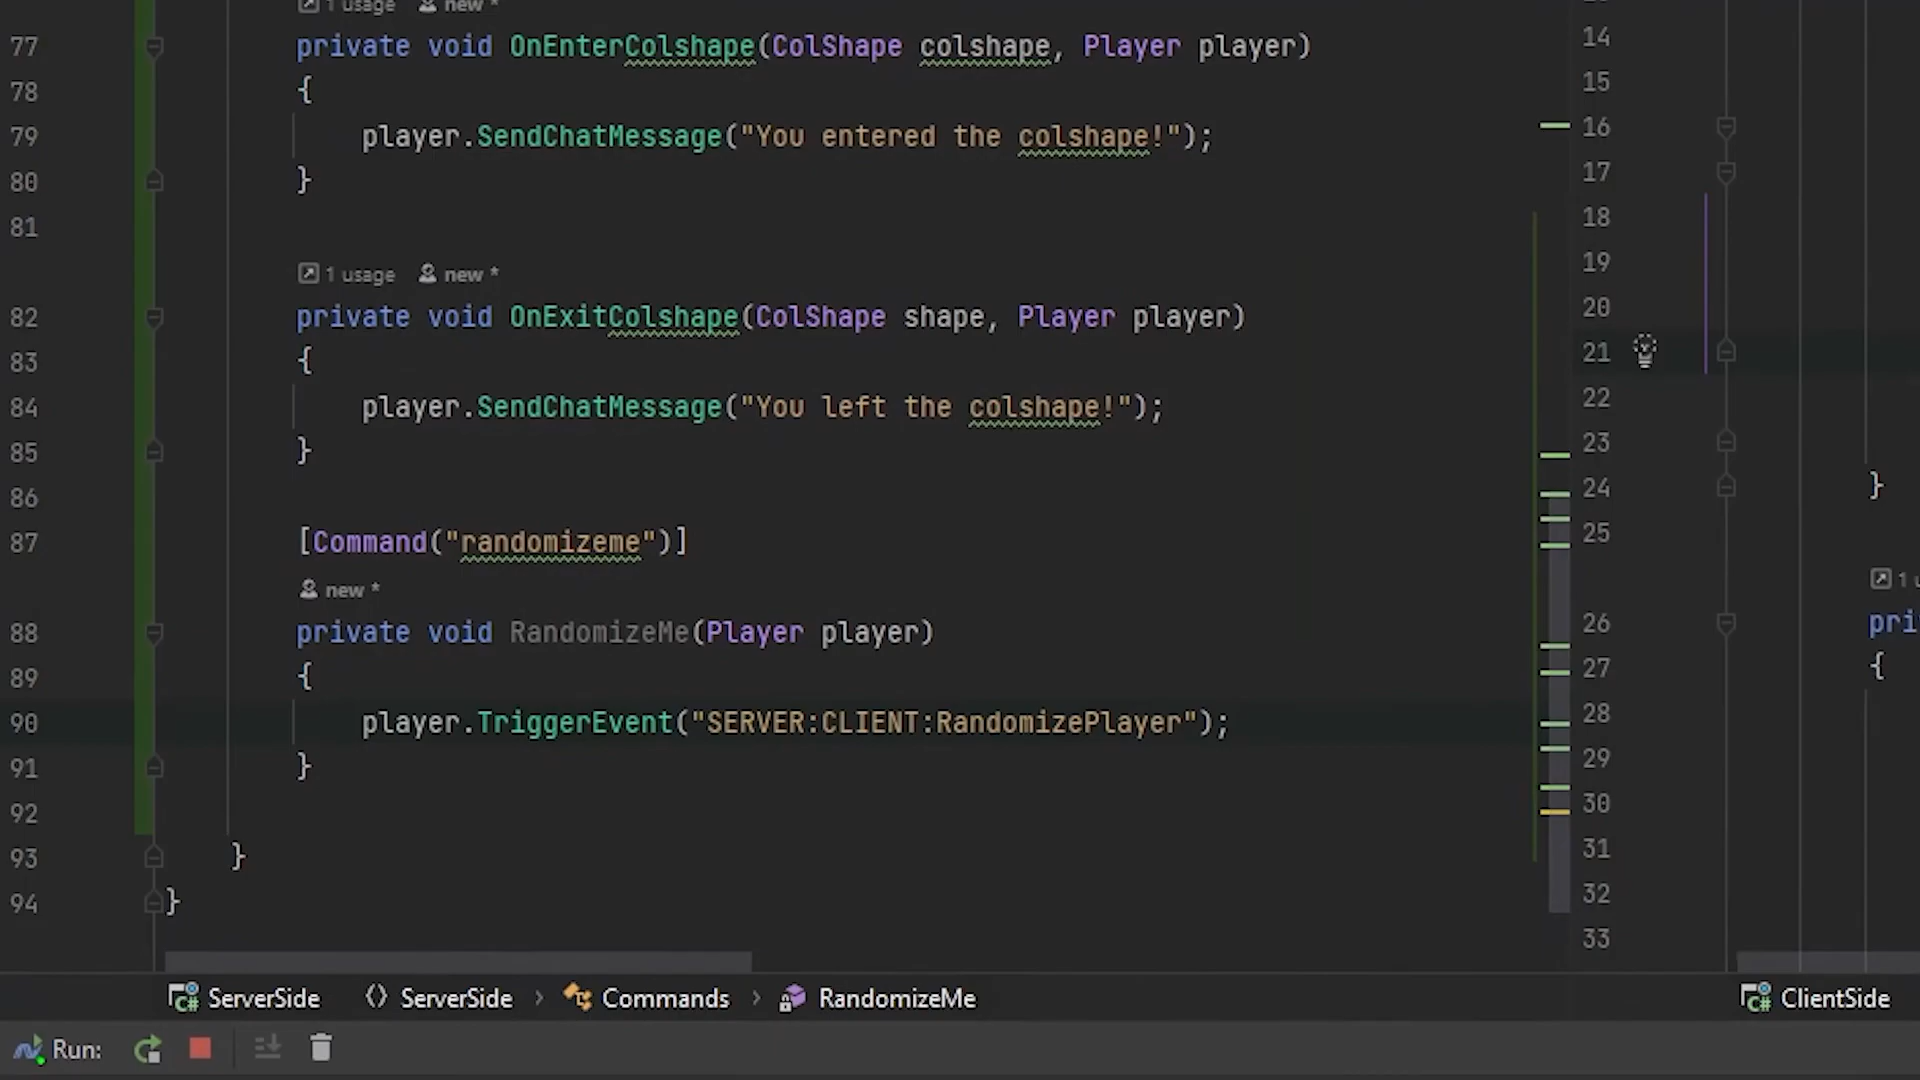 1 usage new *
77 private void OnEnterColshape(ColShape colshape, Player player)
78 {
79 player.SendChatMessage("You entered the colshape!");
80 }
81
1 usage new *
82 private void OnExitColshape(ColShape shape, Player player)
83 {
84 player.SendChatMessage("You left the colshape!");
85 }
86
87 [Command("randomizeme")]
new *
88 private void RandomizeMe(Player player)
89 {
90 player.TriggerEvent("SERVER:CLIENT:RandomizePlayer");
91 }
92
93 }
94 }
14
15
16
17
18
19
20
21
22
23
24 }
25
1 u
26 pri
27 {
28
29
30
31
32
33
C# ServerSide <> ServerSide > Commands > RandomizeMe
C# ClientSide
Run: